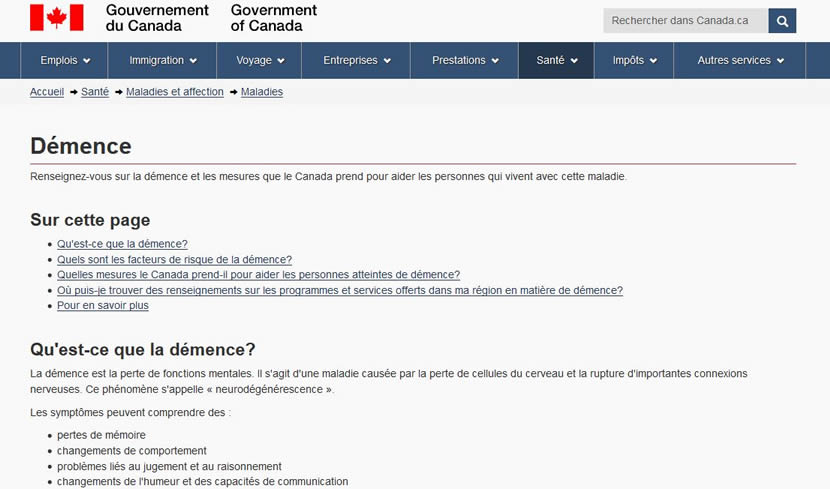 Gouvernement
du Canada
Government
of Canada
Rechercher dans Canada.ca
Emplois Immigration Voyage Entreprises Prestations Santé Impôts Autres services
Accueil Santé Maladies et affection Maladies
Démence
Renseignez-vous sur la démence et les mesures que le Canada prend pour aider les personnes qui vivent avec cette maladie.
Sur cette page
Qu'est-ce que la démence?
Quels sont les facteurs de risque de la démence?
Quelles mesures le Canada prend-il pour aider les personnes atteintes de démence?
Où puis-je trouver des renseignements sur les programmes et services offerts dans ma région en matière de démence?
Pour en savoir plus
Qu'est-ce que la démence?
La démence est la perte de fonctions mentales. Il s'agit d'une maladie causée par la perte de cellules du cerveau et la rupture d'importantes connexions
nerveuses. Ce phénomène s'appelle « neurodégénérescence ».
Les symptômes peuvent comprendre des :
pertes de mémoire
changements de comportement
problèmes liés au jugement et au raisonnement
changements de l'humeur et des capacités de communication